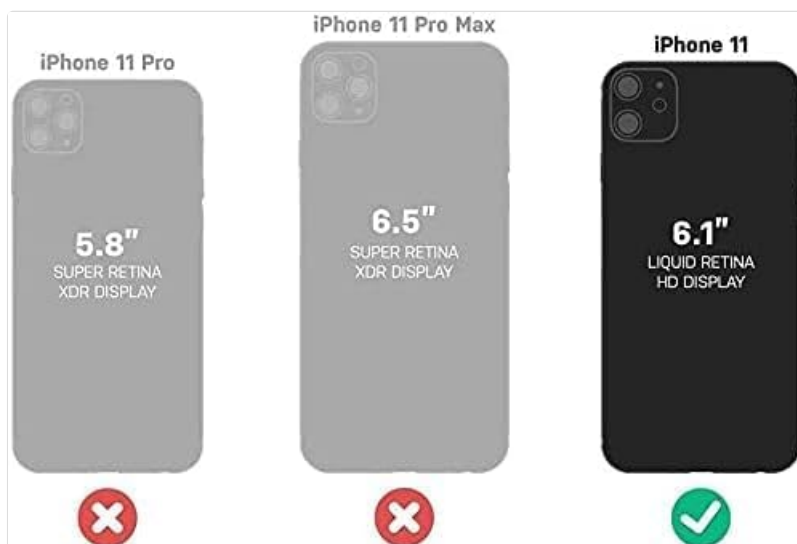 iPhone 11 Pro
5.8"
SUPER RETINA
XDR DISPLAY
iPhone 11 Pro Max
6.5"
SUPER RETINA
XDR DISPLAY
iPhone 11
6.1"
LIQUID RETINA
HD DISPLAY